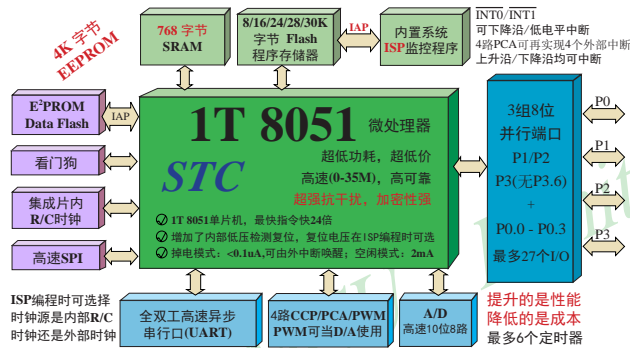 4K 字节
EEPROM
768 字节
SRAM
8/16/24/28/30K
字节 Flash
程序存储器
IAP
内置系统
ISP监控程序
INT0/INT1
可下降沿/低电平中断
4路PCA可再实现4个外部中断
上升沿/下降沿均可中断
E²PROM
Data Flash
IAP
看门狗
集成片内
R/C时钟
高速SPI
1T 8051 微处理器
STC
超低功耗，超低价
高速(0-35M)，高可靠
超强抗干扰，加密性强
1T 8051单片机，最快指令快24倍
增加了内部低压检测复位，复位电压在ISP编程时可选
掉电模式：<0.1uA,可由外中断唤醒；空闲模式：2mA
3组8位
并行端口
P1/P2
P3(无P3.6)
+
P0.0 - P0.3
最多27个I/O
P0
P1
P2
P3
ISP编程时可选择
时钟源是内部R/C
时钟还是外部时钟
全双工高速异步
串行口(UART)
4路CCP/PCA/PWM
PWM可当D/A使用
A/D
高速10位8路
提升的是性能
降低的是成本
最多6个定时器